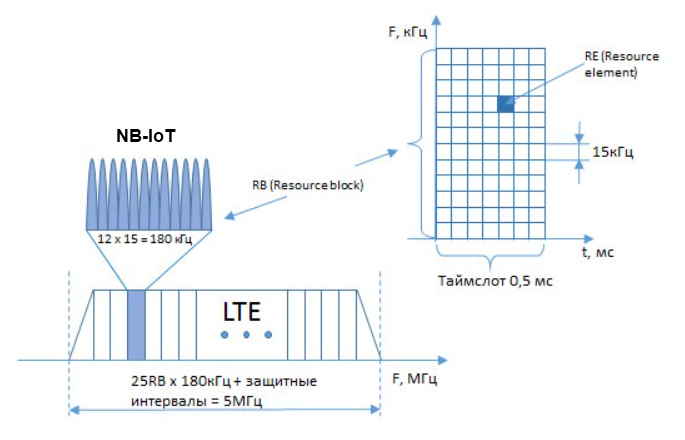 F, кГц
RE (Resource
element)
NB-IoT
15кГц
RB (Resource block)
12 x 15 = 180 кГц
t, мс
Таймслот 0,5 мс
LTE
F, МГц
25RB x 180кГц + защитные
интервалы = 5МГц